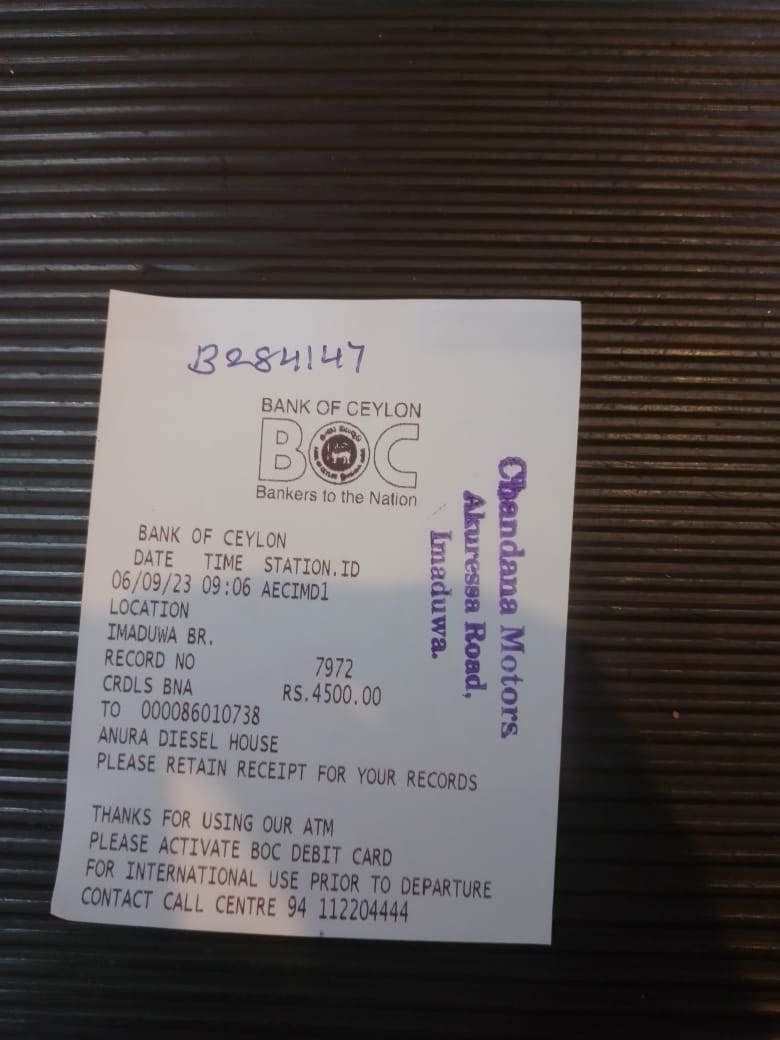 B284147
BANK OF CEYLON
BOC
Bankers to the Nation
BANK OF CEYLON
DATE TIME STATION.ID
06/09/23 09:06 AECIMD1
LOCATION
IMADUWA BR.
RECORD NO 7972
CRDLS BNA RS.4500.00
TO 000086010738
ANURA DIESEL HOUSE
PLEASE RETAIN RECEIPT FOR YOUR RECORDS
THANKS FOR USING OUR ATM
PLEASE ACTIVATE BOC DEBIT CARD
FOR INTERNATIONAL USE PRIOR TO DEPARTURE
CONTACT CALL CENTRE 94 112204444
Chandana Motors
Akuressa Road,
Imaduwa.